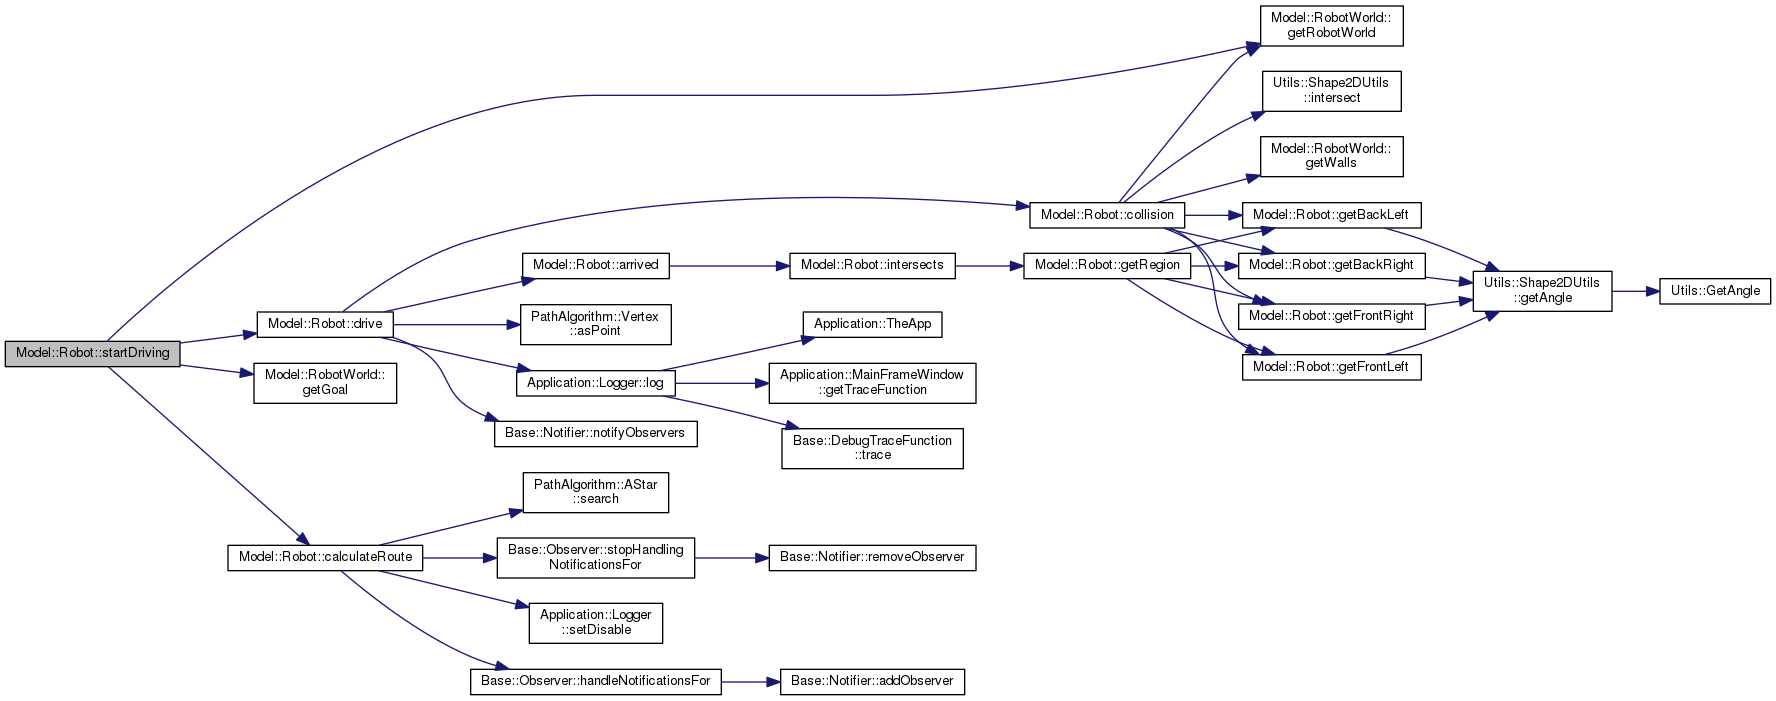 Model::RobotWorld::
getRobotWorld
Utils::Shape2DUtils
::intersect
Model::RobotWorld::
getWalls
Model::Robot::collision
Model::Robot::getBackLeft
Model::Robot::arrived
Model::Robot::intersects
Model::Robot::getRegion
Model::Robot::getBackRight
Utils::Shape2DUtils
::getAngle
Utils::GetAngle
Model::Robot::drive
PathAlgorithm::Vertex
::asPoint
Application::TheApp
Model::Robot::getFrontRight
Model::Robot::startDriving
Model::RobotWorld::
getGoal
Application::Logger::log
Application::MainFrameWindow
::getTraceFunction
Model::Robot::getFrontLeft
Base::Notifier::notifyObservers
Base::DebugTraceFunction
::trace
PathAlgorithm::AStar
::search
Model::Robot::calculateRoute
Base::Observer::stopHandling
NotificationsFor
Base::Notifier::removeObserver
Application::Logger
::setDisable
Base::Observer::handleNotificationsFor
Base::Notifier::addObserver